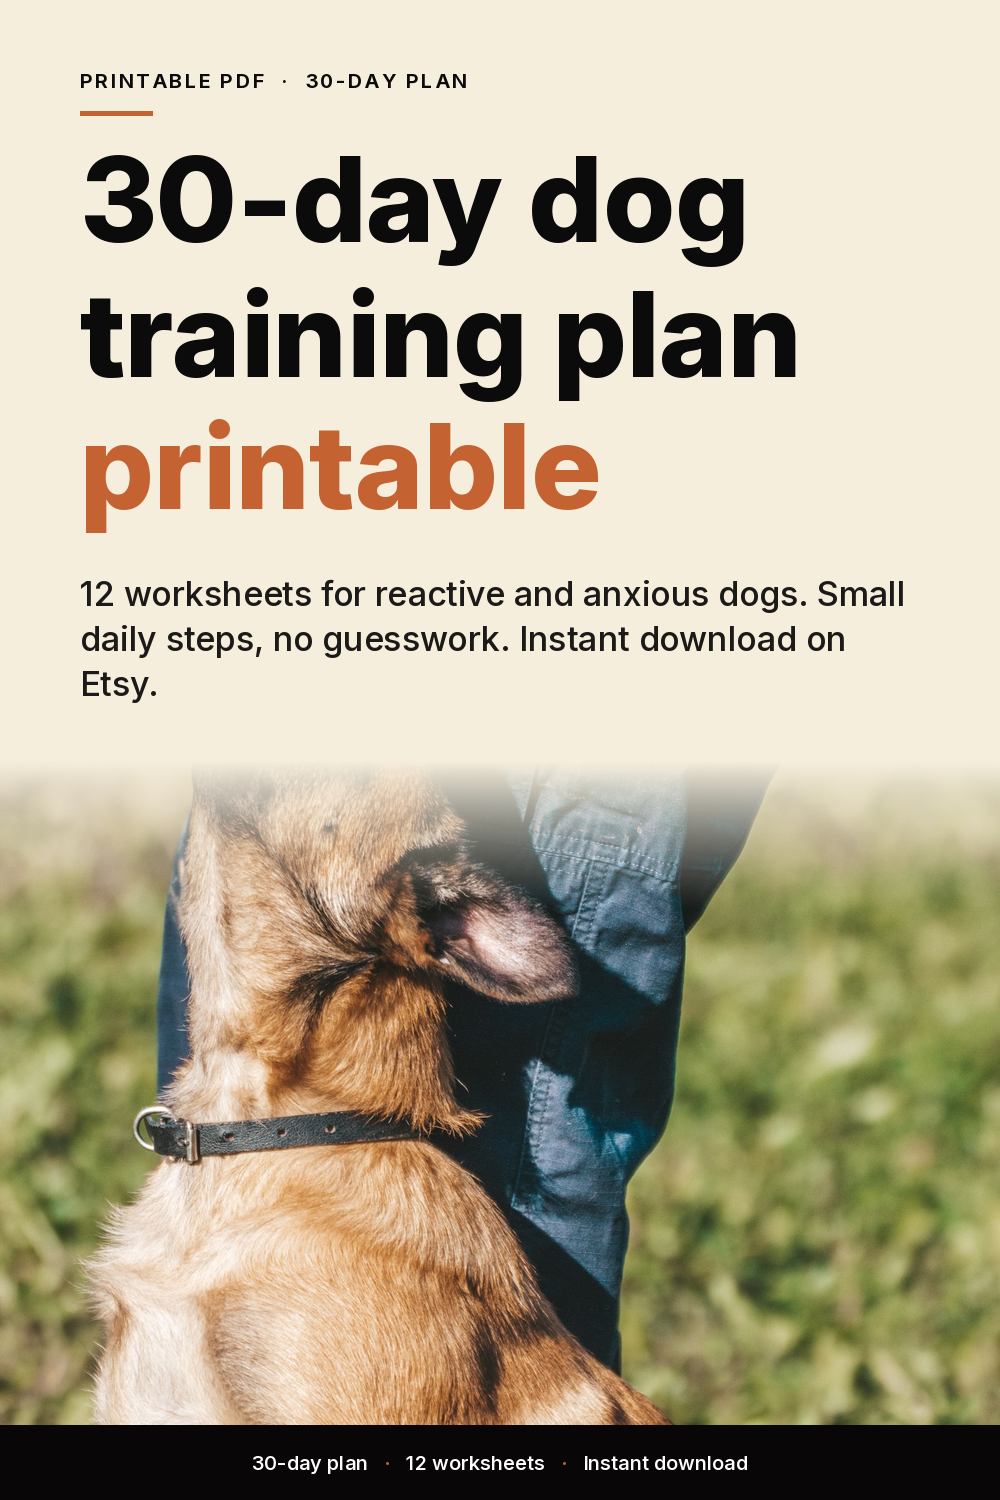 PRINTABLE PDF · 30-DAY PLAN
30-day dog
training plan
printable
12 worksheets for reactive and anxious dogs. Small
daily steps, no guesswork. Instant download on
Etsy.
30-day plan · 12 worksheets · Instant download